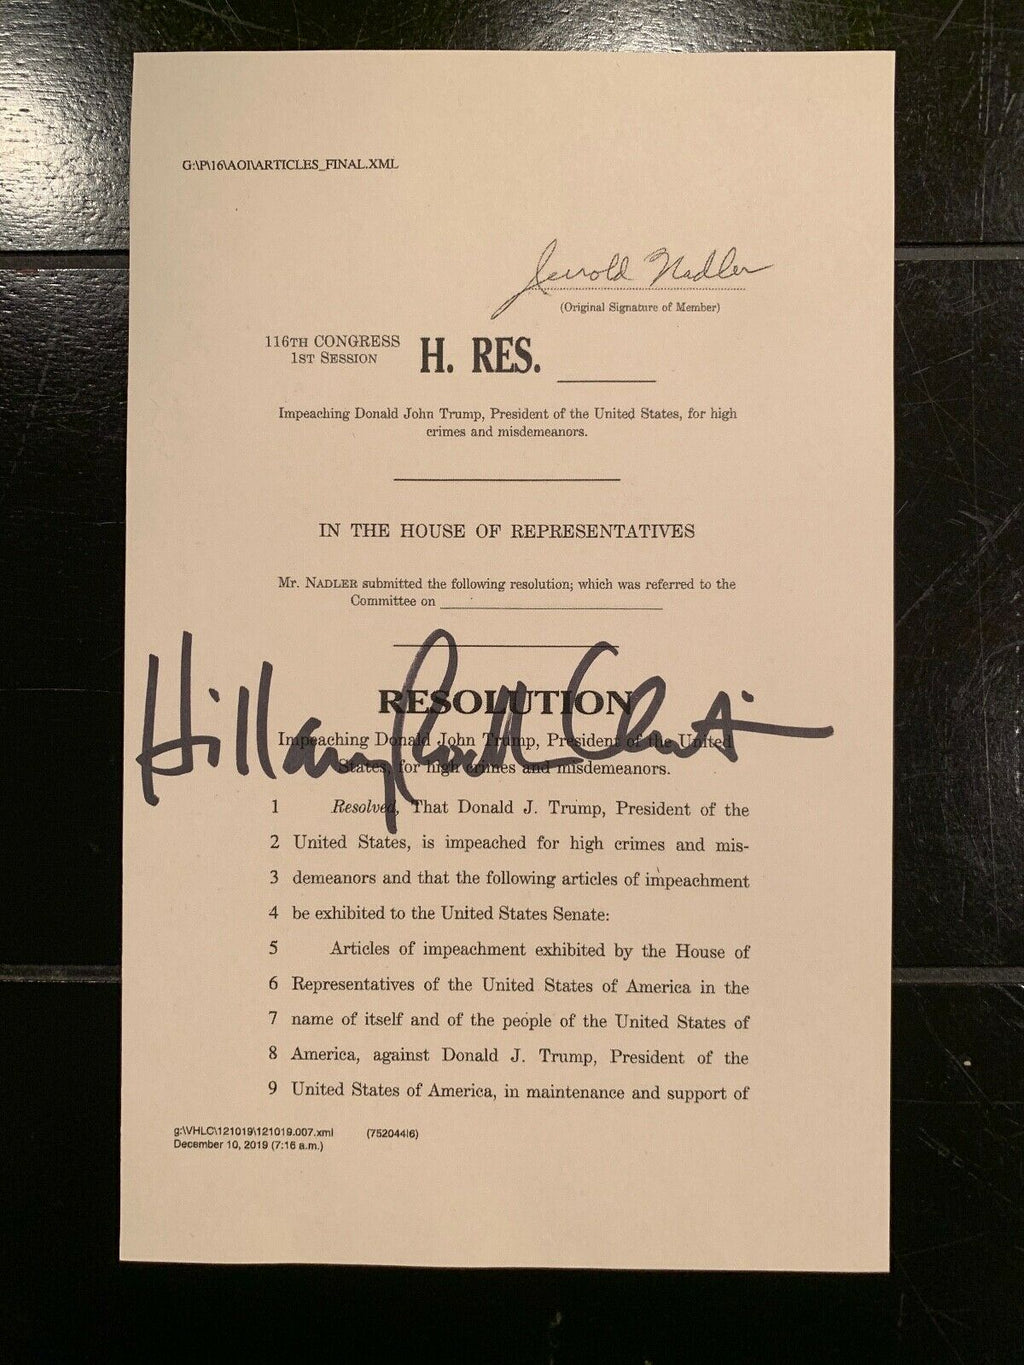 G:\P\16\AOI\ARTICLES_FINAL.XML
Jerrold Nadler
(Original Signature of Member)
116TH CONGRESS
1ST SESSION
H. RES.
Impeaching Donald John Trump, President of the United States, for high
crimes and misdemeanors.
IN THE HOUSE OF REPRESENTATIVES
Mr. NADLER submitted the following resolution; which was referred to the
Committee on
RESOLUTION
Hillary Rodham Clinton
Impeaching Donald John Trump, President of the United
States, for high crimes and misdemeanors.
1 Resolved, That Donald J. Trump, President of the
2 United States, is impeached for high crimes and mis-
3 demeanors and that the following articles of impeachment
4 be exhibited to the United States Senate:
5 Articles of impeachment exhibited by the House of
6 Representatives of the United States of America in the
7 name of itself and of the people of the United States of
8 America, against Donald J. Trump, President of the
9 United States of America, in maintenance and support of
g:\VHLC\121019\121019.007.xml (752044|6)
December 10, 2019 (7:16 a.m.)